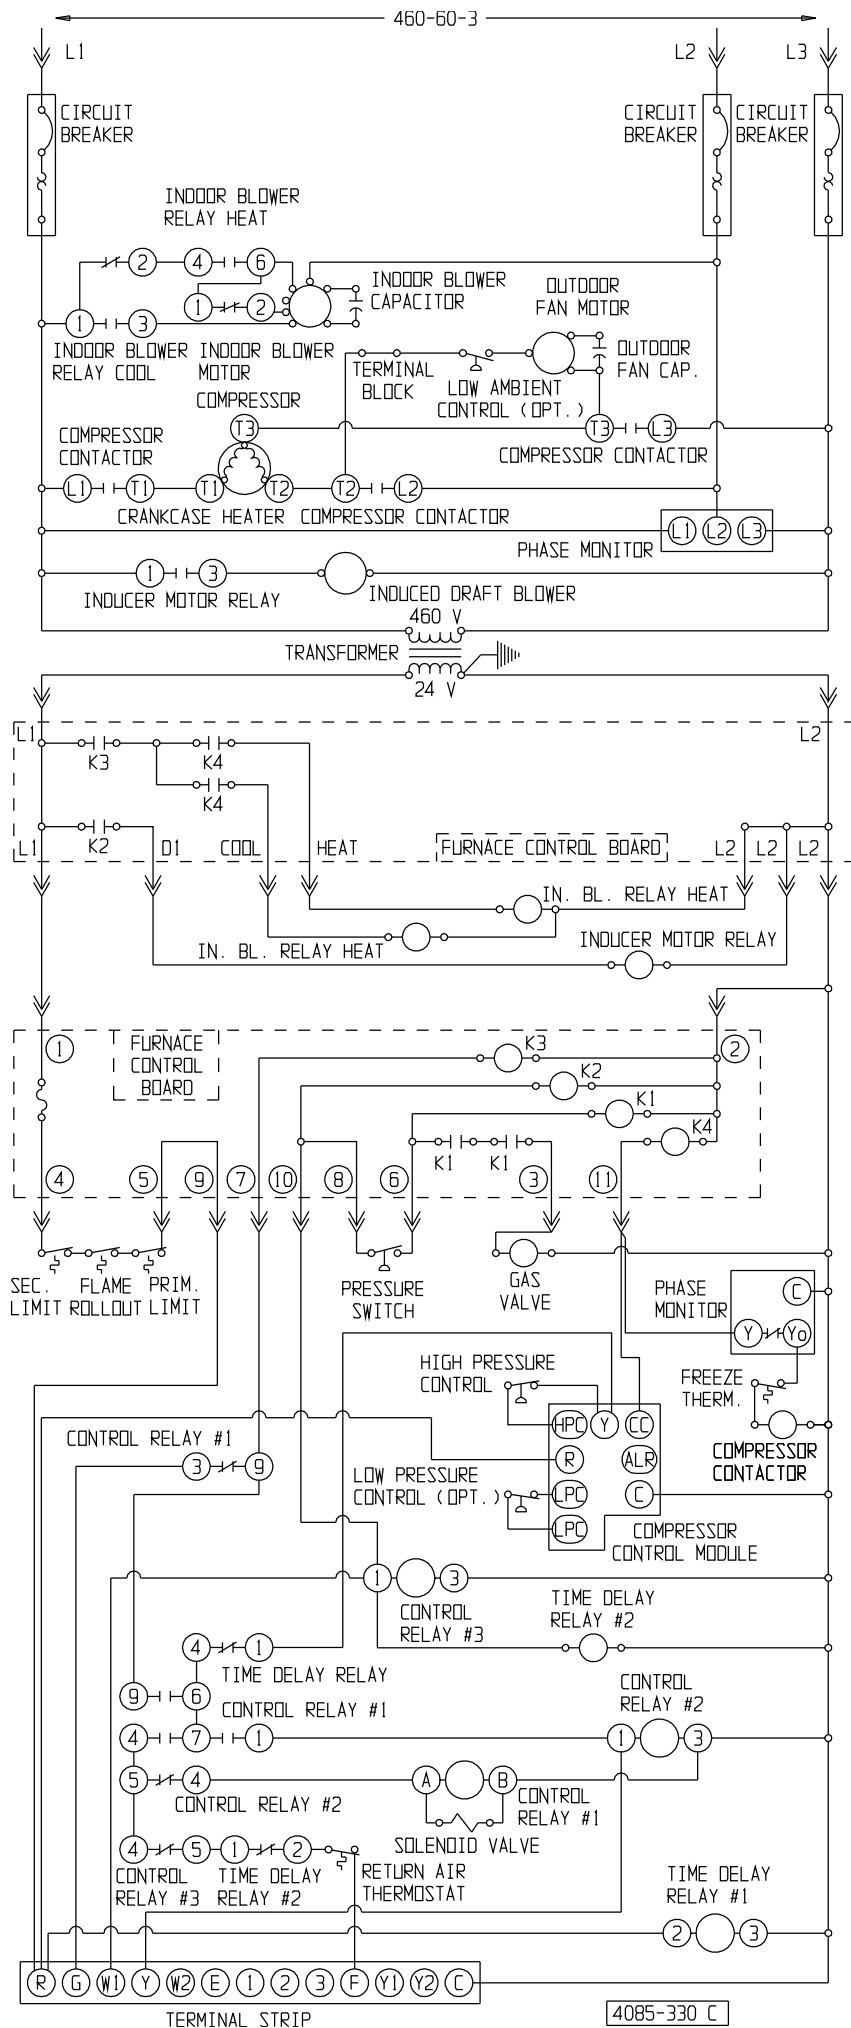 460-60-3
L1
L2
L3
CIRCUIT
BREAKER
CIRCUIT
BREAKER
CIRCUIT
BREAKER
INDOOR BLOWER
RELAY HEAT
2
4
6
INDOOR BLOWER
CAPACITOR
OUTDOOR
FAN MOTOR
1
2
1
3
INDOOR BLOWER
RELAY COOL
INDOOR BLOWER
MOTOR
TERMINAL
BLOCK
OUTDOOR
FAN CAP.
LOW AMBIENT
CONTROL (OPT.)
COMPRESSOR
T3
T3
L3
COMPRESSOR
CONTACTOR
COMPRESSOR CONTACTOR
L1
T1
T1
T2
T2
L2
CRANKCASE HEATER
COMPRESSOR CONTACTOR
L1
L2
L3
PHASE MONITOR
1
3
INDUCER MOTOR RELAY
INDUCED DRAFT BLOWER
460 V
TRANSFORMER
24 V
L1
L2
K3
K4
K4
L1
K2
D1
COOL
HEAT
FURNACE CONTROL BOARD
L2
L2
L2
IN. BL. RELAY HEAT
IN. BL. RELAY HEAT
INDUCER MOTOR RELAY
1
FURNACE
CONTROL
BOARD
K3
2
K2
K1
K4
K1
K1
4
5
9
7
10
8
6
3
11
SEC.
LIMIT
FLAME
ROLLOUT
PRIM.
LIMIT
PRESSURE
SWITCH
GAS
VALVE
PHASE
MONITOR
C
Y
Yo
HIGH PRESSURE
CONTROL
FREEZE
THERM.
HPC
Y
CC
CONTROL RELAY #1
COMPRESSOR
CONTACTOR
3
9
R
ALR
LOW PRESSURE
CONTROL (OPT.)
LPC
C
LPC
COMPRESSOR
CONTROL MODULE
1
3
CONTROL
RELAY #3
TIME DELAY
RELAY #2
4
1
TIME DELAY RELAY
9
6
CONTROL RELAY #1
CONTROL
RELAY #2
4
7
1
1
3
5
4
A
B
CONTROL RELAY #2
CONTROL
RELAY #1
SOLENOID VALVE
4
5
1
2
CONTROL
RELAY #3
TIME DELAY
RELAY #2
RETURN AIR
THERMOSTAT
TIME DELAY
RELAY #1
2
3
R
G
W1
Y
W2
E
1
2
3
F
Y1
Y2
C
TERMINAL STRIP
4085-330 C